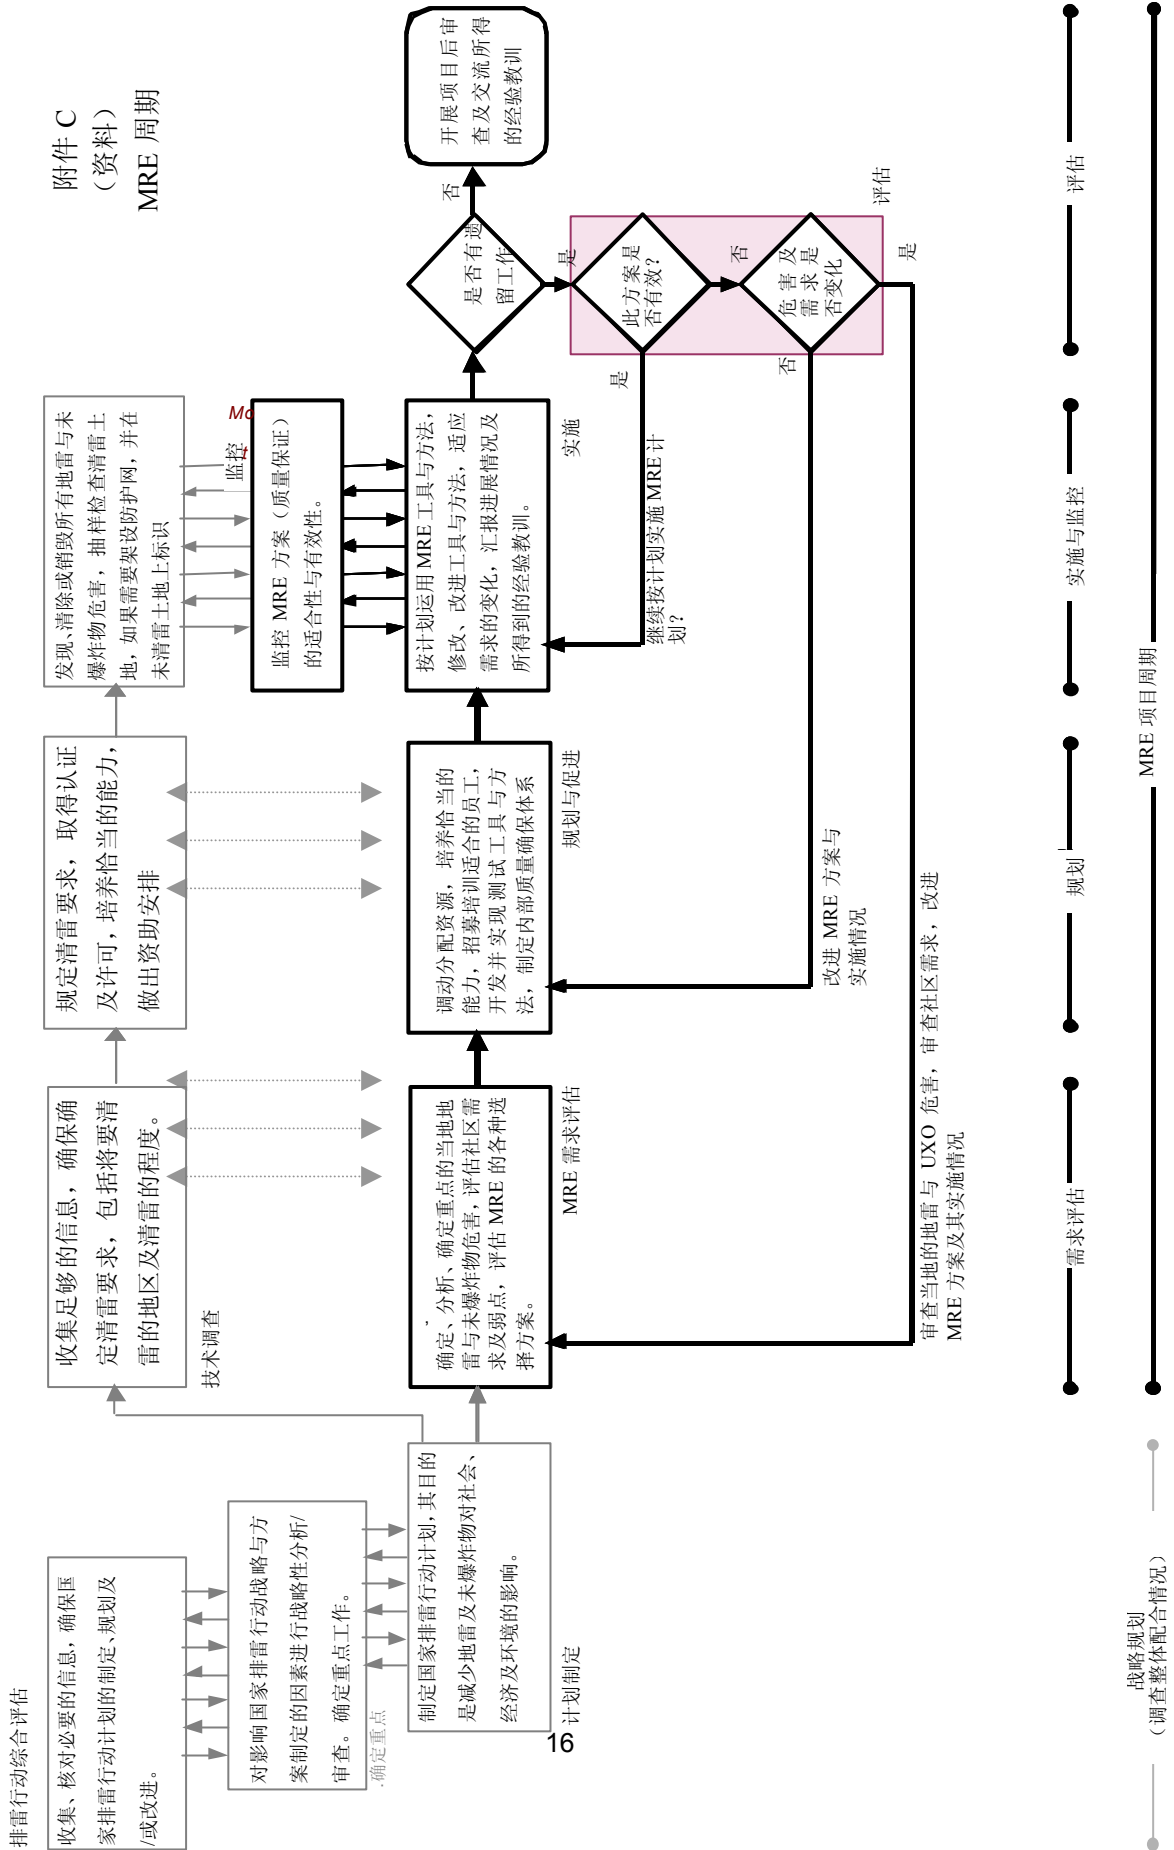 附件 C
（资料）
MRE 周期
排雷行动综合评估
收集、核对必要的信息，确保国
家排雷行动计划的制定、规划及
/或改进。
对影响国家排雷行动战略与方
案制定的因素进行战略性分析/
审查。确定重点工作。
.确定重点
制定国家排雷行动计划，其目的
是减少地雷及未爆炸物对社会、
经济及环境的影响。
计划制定
收集足够的信息，确保确
定清雷要求，包括将要清
雷的地区及清雷的程度。
技术调查
确定、分析、确定重点的当地地
雷与未爆炸物危害，评估社区需
求及弱点，评估 MRE 的各种选
择方案。
MRE 需求评估
规定清雷要求，取得认证
及许可，培养恰当的能力，
做出资助安排
调动分配资源，培养恰当的
能力，招募培训适合的员工，
开发并实现测试工具与方
法，制定内部质量确保体系
规划与促进
发现、清除或销毁所有地雷与未
爆炸物危害，抽样检查清雷土
地，如果需要架设防护网，并在
未清雷土地上标识
Mo
监控
t
监控 MRE 方案（质量保证）
的适合性与有效性。
按计划运用 MRE 工具与方法，
修改、改进工具与方法，适应
需求的变化，汇报进展情况及
所得到的经验教训。
实施
是否有遗
留工作
否
是
开展项目后审
查及交流所得
的经验教训
此方案是
否有效？
是
否
危害及
需求是
否变化
否
是
评估
继续按计划实施 MRE 计
划？
改进 MRE 方案与
实施情况
审查当地的地雷与 UXO 危害，审查社区需求，改进
MRE 方案及其实施情况
需求评估
规划
实施与监控
评估
MRE 项目周期
战略规划
（调查整体配合情况）
16